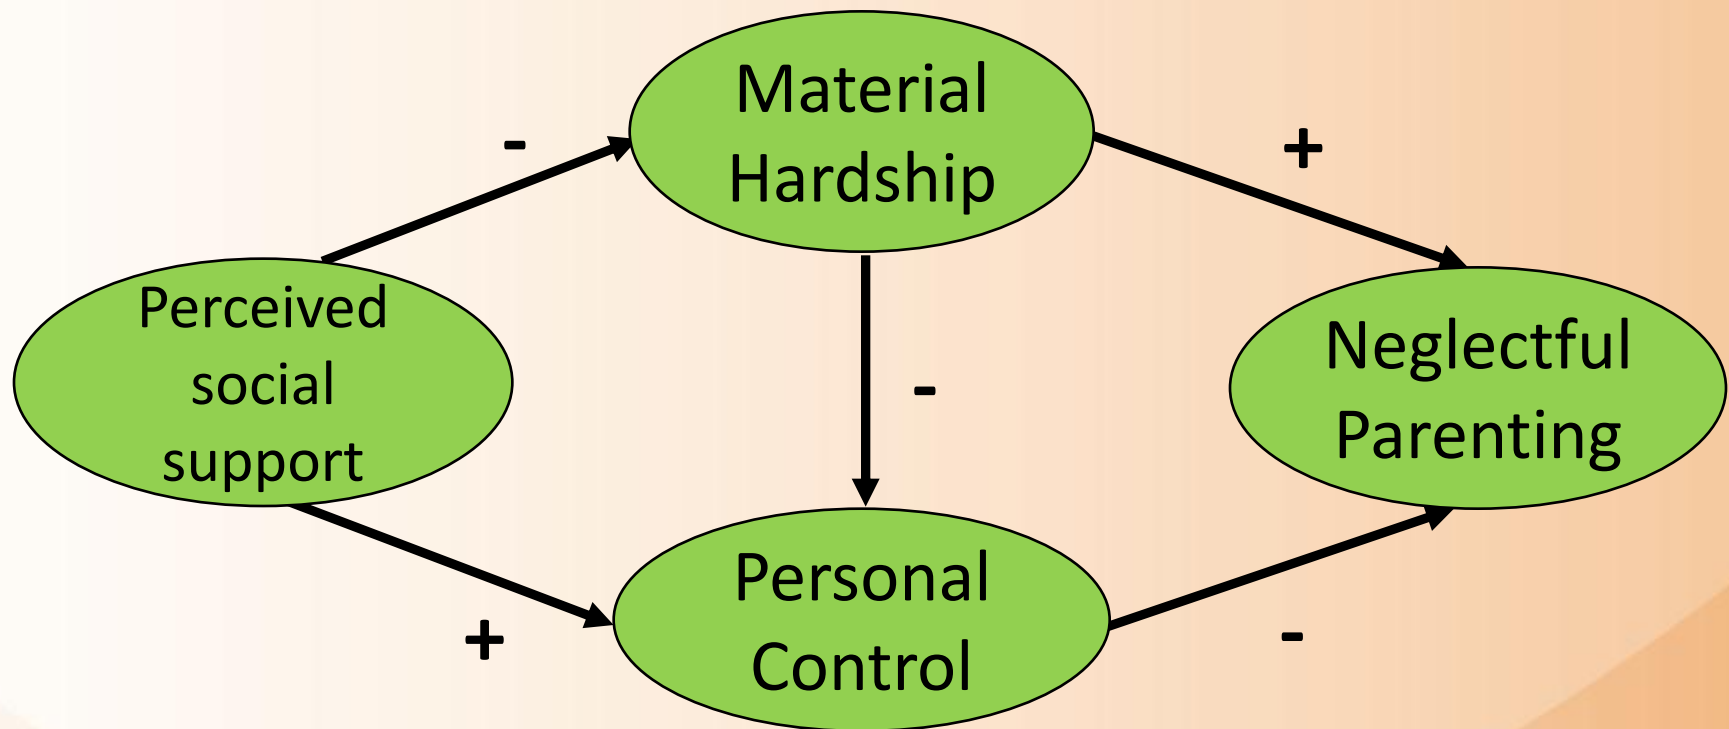 Material
Hardship
-
+
Perceived
social
support
Neglectful
Parenting
-
Personal
Control
+
-